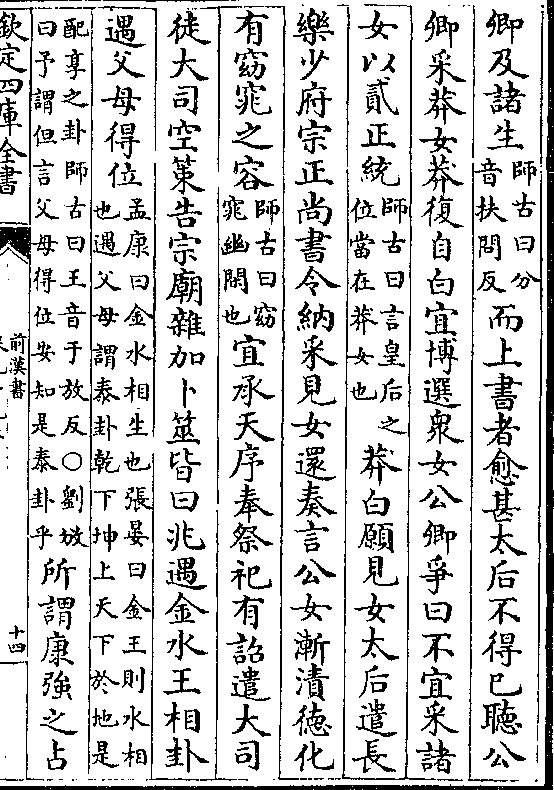 卿及諸生師古曰分音扶問反而上書者愈甚太后不得已聽公
卿采莽女莽復自白宜博選衆女公卿爭曰不宜采諸
女以貳正統師古曰言皇后之位當在莽女也莽白願見女太后遣長
樂少府宗正尚書令納采見女還奏言公女漸漬德化
有窈窕之容師古曰窈窕幽閒也宜承天序奉祭祀有詔遣大司
徒大司空策告宗廟雜加卜筮皆曰兆遇金水王相卦
遇父母得位孟康曰金水相生也張晏曰金王則水相也遇父母謂泰卦乾下坤上天下於地是
配享之卦師古曰王音于放反○劉攽曰予謂但言父母得位安知是泰卦乎所謂康強之占
欽定四庫全書
前漢書
十四